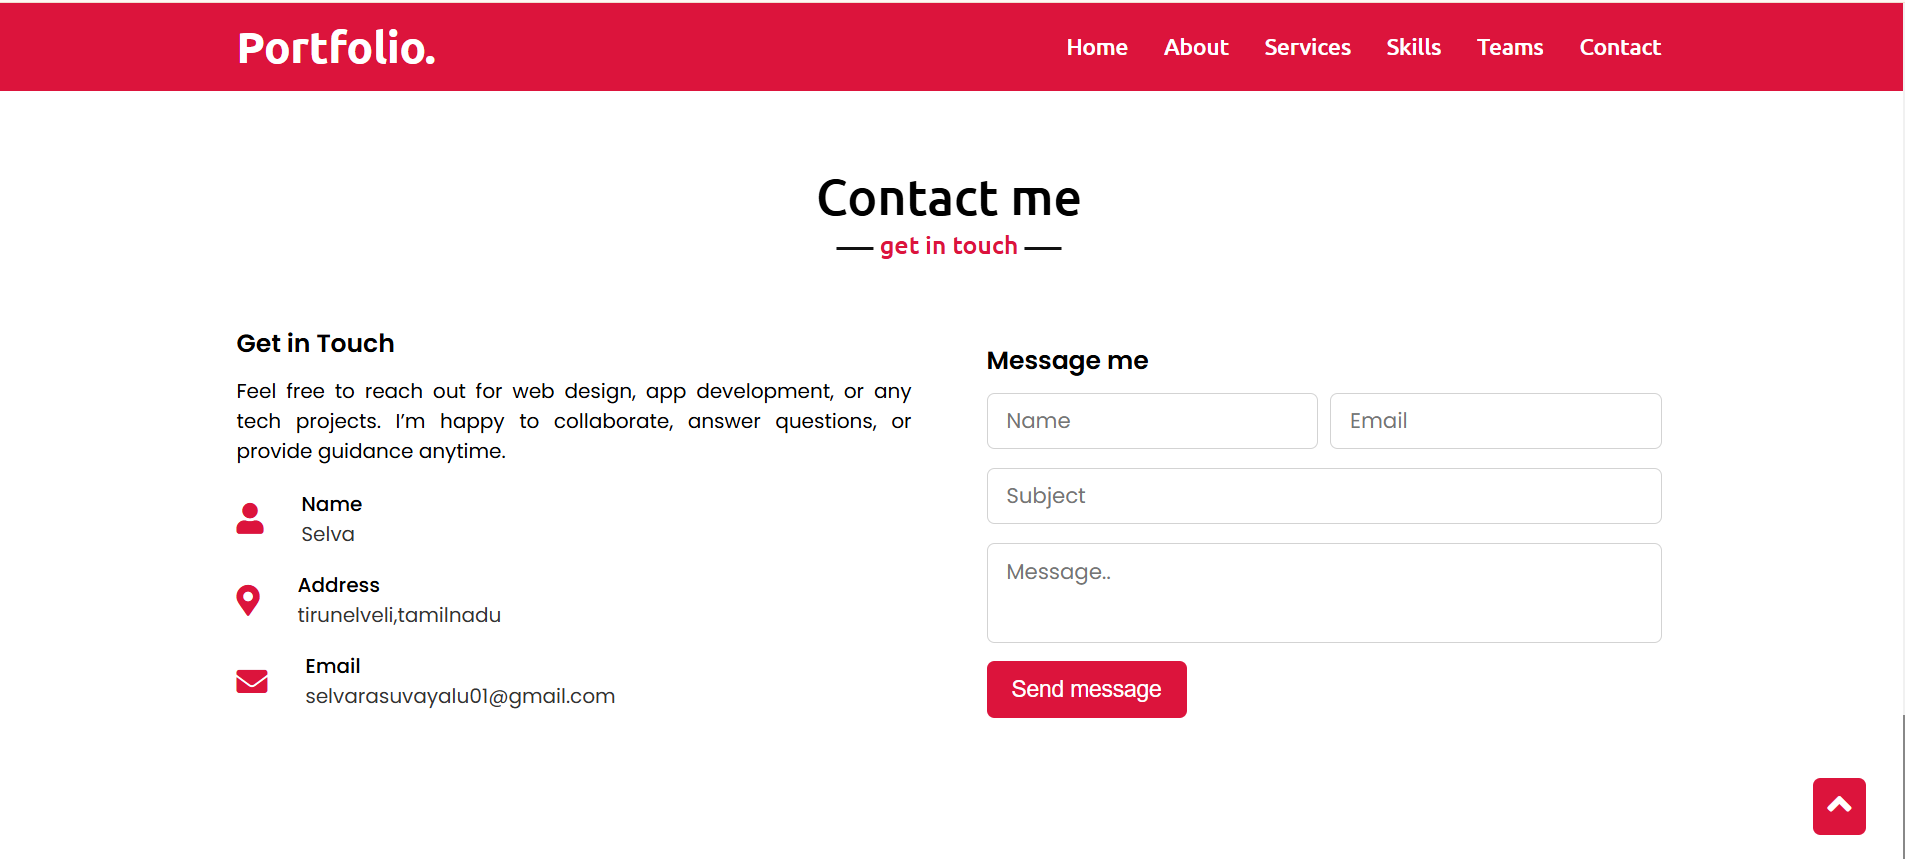 Portfolio.
Home About Services Skills Teams Contact
Contact me
get in touch
Get in Touch
Feel free to reach out for web design, app development, or any
tech projects. I’m happy to collaborate, answer questions, or
provide guidance anytime.
Name
Selva
Address
tirunelveli,tamilnadu
Email
selvarasuvayalu01@gmail.com
Message me
Name Email
Subject
Message..
Send message